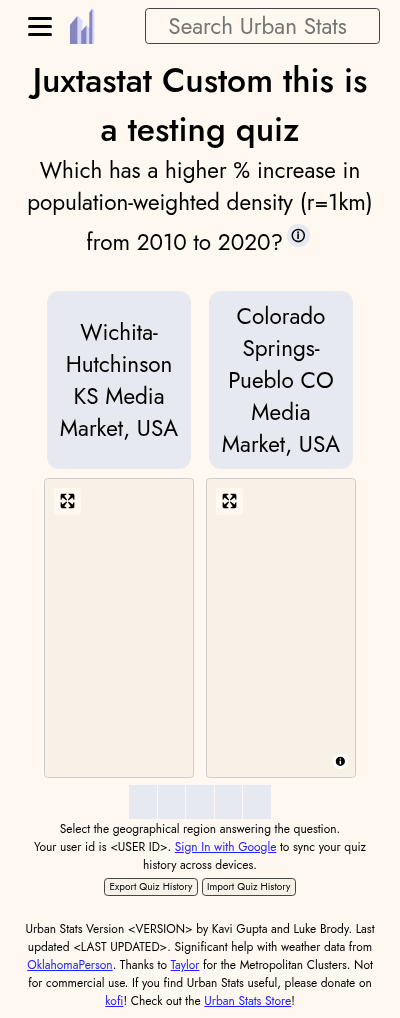 Search Urban Stats
Juxtastat Custom this is
a testing quiz
Which has a higher % increase in
population-weighted density (r=1km)
from 2010 to 2020?
Wichita-
Hutchinson
KS Media
Market, USA
Colorado
Springs-
Pueblo CO
Media
Market, USA
Select the geographical region answering the question.
Your user id is <USER ID>. Sign In with Google to sync your quiz
history across devices.
Export Quiz History Import Quiz History
Urban Stats Version <VERSION> by Kavi Gupta and Luke Brody. Last
updated <LAST UPDATED>. Significant help with weather data from
OklahomaPerson. Thanks to Taylor for the Metropolitan Clusters. Not
for commercial use. If you find Urban Stats useful, please donate on
kofi! Check out the Urban Stats Store!